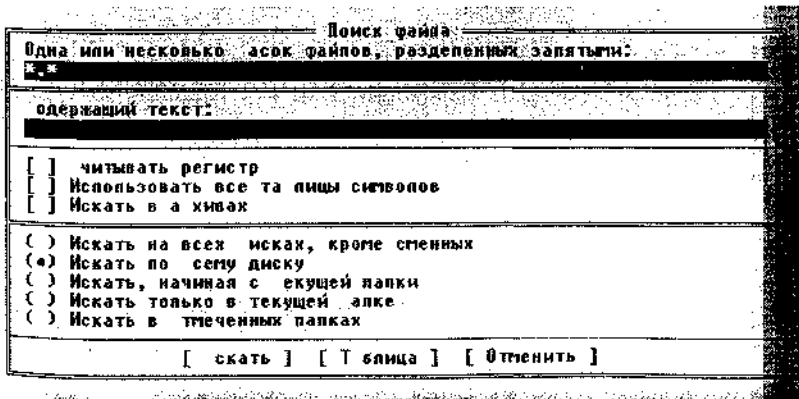 Поиск файла
Одна или несколько асок файлов, разделенных запятыми:
*.*
одержащий текст:
[ ] читывать регистр
[ ] Использовать все та лицы символов
[ ] Искать в а хивах
( ) Искать на всех исках, кроме сменных
(•) Искать по сему диску
( ) Искать, начиная с екущей папки
( ) Искать только в текущей апке
( ) Искать в тмеченных папках
[ скать ] [ Т блица ] [ Отменить ]